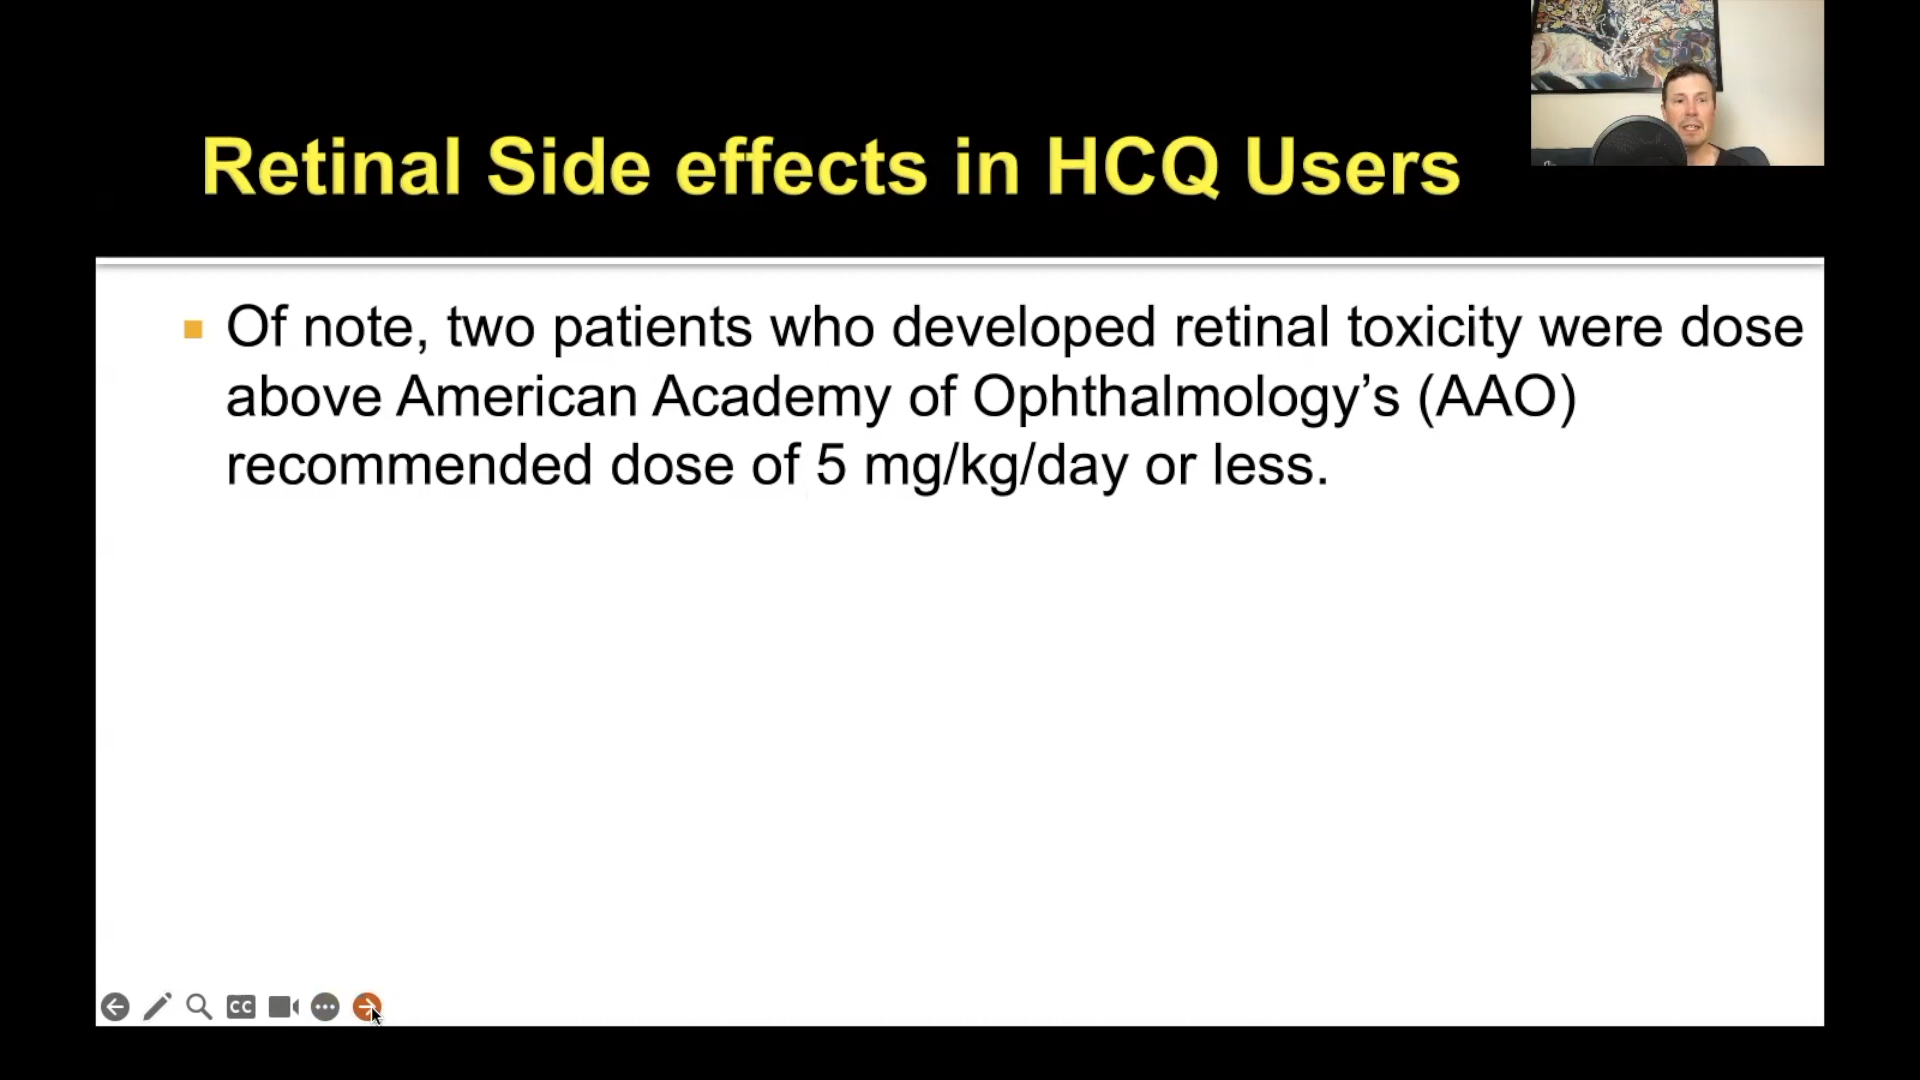 Retinal Side effects in HCQ Users
Of note, two patients who developed retinal toxicity were dose
above American Academy of Ophthalmology’s (AAO)
recommended dose of 5 mg/kg/day or less.
CC